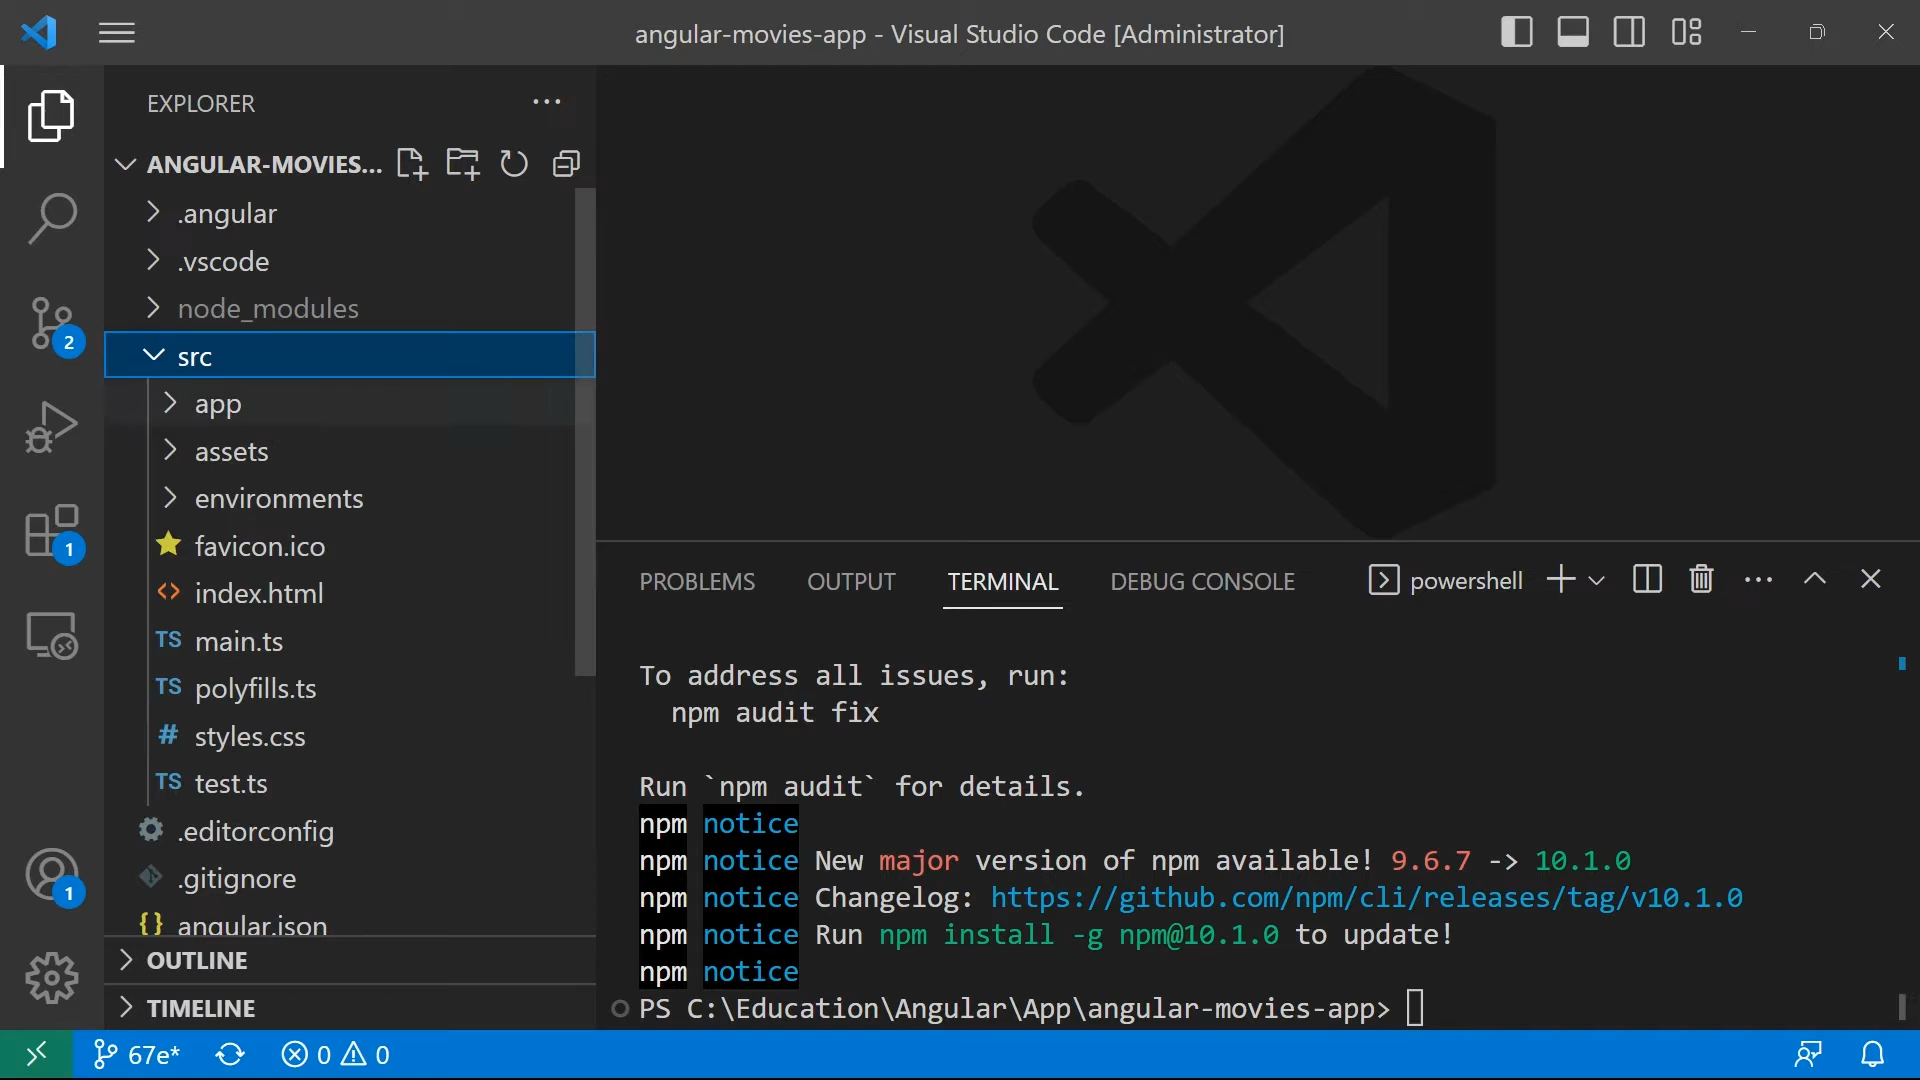 angular-movies-app - Visual Studio Code [Administrator]
EXPLORER
ANGULAR-MOVIES...
.angular
.vscode
node_modules
src
app
assets
environments
favicon.ico
index.html
TS main.ts
TS polyfills.ts
# styles.css
TS test.ts
.editorconfig
.gitignore
{} angular.json
OUTLINE
TIMELINE
2
1
1
PROBLEMS OUTPUT TERMINAL DEBUG CONSOLE powershell
To address all issues, run:
npm audit fix
Run `npm audit` for details.
npm notice
npm notice New major version of npm available! 9.6.7 -> 10.1.0
npm notice Changelog: https://github.com/npm/cli/releases/tag/v10.1.0
npm notice Run npm install -g npm@10.1.0 to update!
npm notice
PS C:\Education\Angular\App\angular-movies-app>
67e* 0 0